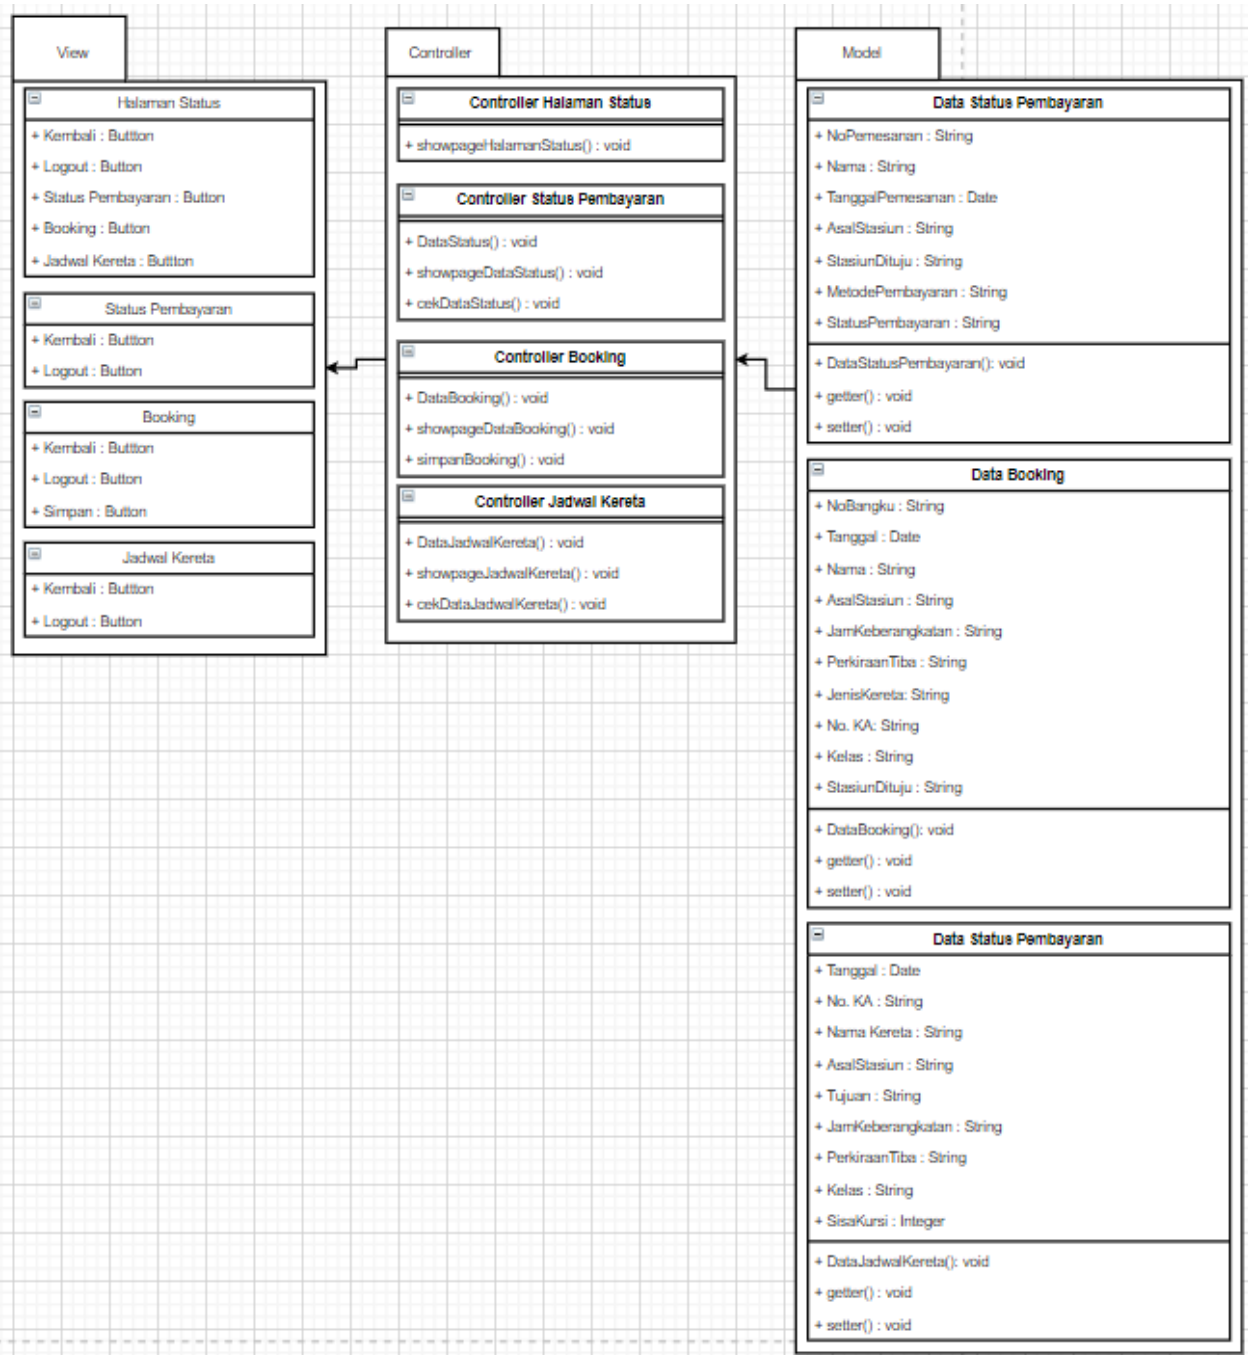 View
Halaman Status
+ Kembali : Buttton
+ Logout : Button
+ Status Pembayaran : Button
+ Booking : Button
+ Jadwal Kereta : Buttton
Status Pembayaran
+ Kembali : Buttton
+ Logout : Button
Booking
+ Kembali : Buttton
+ Logout : Button
+ Simpan : Button
Jadwal Kereta
+ Kembali : Buttton
+ Logout : Button
Controller
Controller Halaman Status
+ showpageHalamanStatus() : void
Controller Status Pembayaran
+ DataStatus() : void
+ showpageDataStatus() : void
+ cekDataStatus() : void
Controller Booking
+ DataBooking() : void
+ showpageDataBooking() : void
+ simpanBooking() : void
Controller Jadwal Kereta
+ DataJadwalKereta() : void
+ showpageJadwalKereta() : void
+ cekDataJadwalKereta() : void
Model
Data Status Pembayaran
+ NoPemesanan : String
+ Nama : String
+ TanggalPemesanan : Date
+ AsalStasiun : String
+ StasiunDituju : String
+ MetodePembayaran : String
+ StatusPembayaran : String
+ DataStatusPembayaran(): void
+ getter() : void
+ setter() : void
Data Booking
+ NoBangku : String
+ Tanggal : Date
+ Nama : String
+ AsalStasiun : String
+ JamKeberangkatan : String
+ PerkiraanTiba : String
+ JenisKereta: String
+ No. KA: String
+ Kelas : String
+ StasiunDituju : String
+ DataBooking(): void
+ getter() : void
+ setter() : void
Data Status Pembayaran
+ Tanggal : Date
+ No. KA : String
+ Nama Kereta : String
+ AsalStasiun : String
+ Tujuan : String
+ JamKeberangkatan : String
+ PerkiraanTiba : String
+ Kelas : String
+ SisaKursi : Integer
+ DataJadwalKereta(): void
+ getter() : void
+ setter() : void